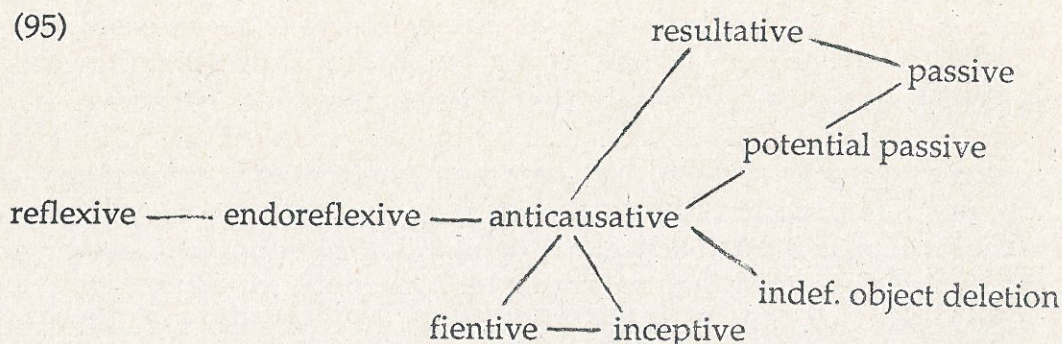 (95)
resultative
passive
potential passive
reflexive endoreflexive anticausative
indef. object deletion
fientive inceptive